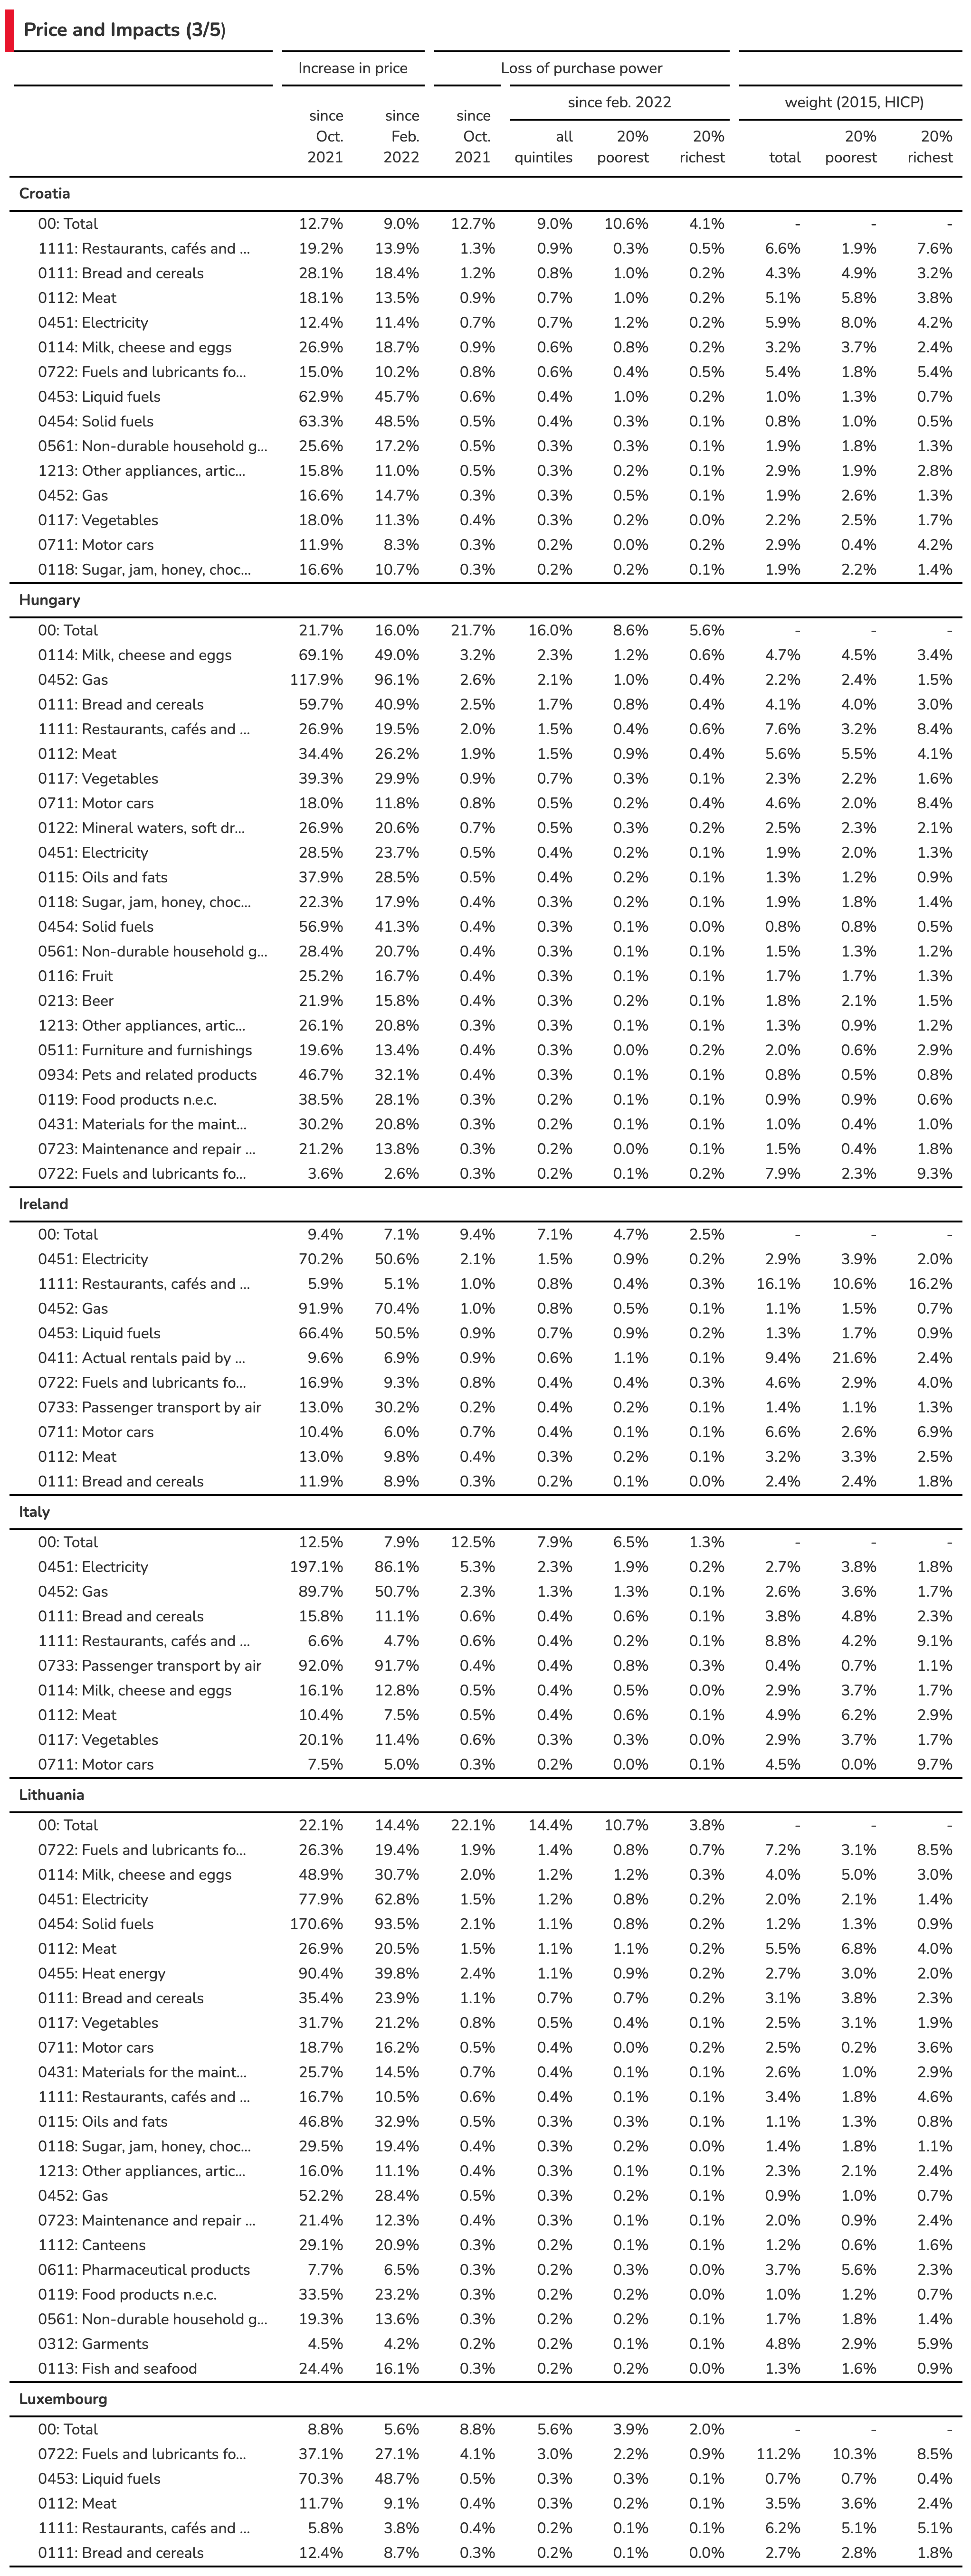 Price and Impacts (3/5)
Increase in price Loss of purchase power
since feb. 2022 weight (2015, HICP)
since since since
Oct. Feb. Oct. all 20% 20% 20% 20%
2021 2022 2021 quintiles poorest richest total poorest richest
Croatia
00: Total 12.7% 9.0% 12.7% 9.0% 10.6% 4.1% - - -
1111: Restaurants, cafés and ... 19.2% 13.9% 1.3% 0.9% 0.3% 0.5% 6.6% 1.9% 7.6%
0111: Bread and cereals 28.1% 18.4% 1.2% 0.8% 1.0% 0.2% 4.3% 4.9% 3.2%
0112: Meat 18.1% 13.5% 0.9% 0.7% 1.0% 0.2% 5.1% 5.8% 3.8%
0451: Electricity 12.4% 11.4% 0.7% 0.7% 1.2% 0.2% 5.9% 8.0% 4.2%
0114: Milk, cheese and eggs 26.9% 18.7% 0.9% 0.6% 0.8% 0.2% 3.2% 3.7% 2.4%
0722: Fuels and lubricants fo... 15.0% 10.2% 0.8% 0.6% 0.4% 0.5% 5.4% 1.8% 5.4%
0453: Liquid fuels 62.9% 45.7% 0.6% 0.4% 1.0% 0.2% 1.0% 1.3% 0.7%
0454: Solid fuels 63.3% 48.5% 0.5% 0.4% 0.3% 0.1% 0.8% 1.0% 0.5%
0561: Non-durable household g... 25.6% 17.2% 0.5% 0.3% 0.3% 0.1% 1.9% 1.8% 1.3%
1213: Other appliances, artic... 15.8% 11.0% 0.5% 0.3% 0.2% 0.1% 2.9% 1.9% 2.8%
0452: Gas 16.6% 14.7% 0.3% 0.3% 0.5% 0.1% 1.9% 2.6% 1.3%
0117: Vegetables 18.0% 11.3% 0.4% 0.3% 0.2% 0.0% 2.2% 2.5% 1.7%
0711: Motor cars 11.9% 8.3% 0.3% 0.2% 0.0% 0.2% 2.9% 0.4% 4.2%
0118: Sugar, jam, honey, choc... 16.6% 10.7% 0.3% 0.2% 0.2% 0.1% 1.9% 2.2% 1.4%
Hungary
00: Total 21.7% 16.0% 21.7% 16.0% 8.6% 5.6% - - -
0114: Milk, cheese and eggs 69.1% 49.0% 3.2% 2.3% 1.2% 0.6% 4.7% 4.5% 3.4%
0452: Gas 117.9% 96.1% 2.6% 2.1% 1.0% 0.4% 2.2% 2.4% 1.5%
0111: Bread and cereals 59.7% 40.9% 2.5% 1.7% 0.8% 0.4% 4.1% 4.0% 3.0%
1111: Restaurants, cafés and ... 26.9% 19.5% 2.0% 1.5% 0.4% 0.6% 7.6% 3.2% 8.4%
0112: Meat 34.4% 26.2% 1.9% 1.5% 0.9% 0.4% 5.6% 5.5% 4.1%
0117: Vegetables 39.3% 29.9% 0.9% 0.7% 0.3% 0.1% 2.3% 2.2% 1.6%
0711: Motor cars 18.0% 11.8% 0.8% 0.5% 0.2% 0.4% 4.6% 2.0% 8.4%
0122: Mineral waters, soft dr... 26.9% 20.6% 0.7% 0.5% 0.3% 0.2% 2.5% 2.3% 2.1%
0451: Electricity 28.5% 23.7% 0.5% 0.4% 0.2% 0.1% 1.9% 2.0% 1.3%
0115: Oils and fats 37.9% 28.5% 0.5% 0.4% 0.2% 0.1% 1.3% 1.2% 0.9%
0118: Sugar, jam, honey, choc... 22.3% 17.9% 0.4% 0.3% 0.2% 0.1% 1.9% 1.8% 1.4%
0454: Solid fuels 56.9% 41.3% 0.4% 0.3% 0.1% 0.0% 0.8% 0.8% 0.5%
0561: Non-durable household g... 28.4% 20.7% 0.4% 0.3% 0.1% 0.1% 1.5% 1.3% 1.2%
0116: Fruit 25.2% 16.7% 0.4% 0.3% 0.1% 0.1% 1.7% 1.7% 1.3%
0213: Beer 21.9% 15.8% 0.4% 0.3% 0.2% 0.1% 1.8% 2.1% 1.5%
1213: Other appliances, artic... 26.1% 20.8% 0.3% 0.3% 0.1% 0.1% 1.3% 0.9% 1.2%
0511: Furniture and furnishings 19.6% 13.4% 0.4% 0.3% 0.0% 0.2% 2.0% 0.6% 2.9%
0934: Pets and related products 46.7% 32.1% 0.4% 0.3% 0.1% 0.1% 0.8% 0.5% 0.8%
0119: Food products n.e.c. 38.5% 28.1% 0.3% 0.2% 0.1% 0.1% 0.9% 0.9% 0.6%
0431: Materials for the maint... 30.2% 20.8% 0.3% 0.2% 0.1% 0.1% 1.0% 0.4% 1.0%
0723: Maintenance and repair ... 21.2% 13.8% 0.3% 0.2% 0.0% 0.1% 1.5% 0.4% 1.8%
0722: Fuels and lubricants fo... 3.6% 2.6% 0.3% 0.2% 0.1% 0.2% 7.9% 2.3% 9.3%
Ireland
00: Total 9.4% 7.1% 9.4% 7.1% 4.7% 2.5% - - -
0451: Electricity 70.2% 50.6% 2.1% 1.5% 0.9% 0.2% 2.9% 3.9% 2.0%
1111: Restaurants, cafés and ... 5.9% 5.1% 1.0% 0.8% 0.4% 0.3% 16.1% 10.6% 16.2%
0452: Gas 91.9% 70.4% 1.0% 0.8% 0.5% 0.1% 1.1% 1.5% 0.7%
0453: Liquid fuels 66.4% 50.5% 0.9% 0.7% 0.9% 0.2% 1.3% 1.7% 0.9%
0411: Actual rentals paid by ... 9.6% 6.9% 0.9% 0.6% 1.1% 0.1% 9.4% 21.6% 2.4%
0722: Fuels and lubricants fo... 16.9% 9.3% 0.8% 0.4% 0.4% 0.3% 4.6% 2.9% 4.0%
0733: Passenger transport by air 13.0% 30.2% 0.2% 0.4% 0.2% 0.1% 1.4% 1.1% 1.3%
0711: Motor cars 10.4% 6.0% 0.7% 0.4% 0.1% 0.1% 6.6% 2.6% 6.9%
0112: Meat 13.0% 9.8% 0.4% 0.3% 0.2% 0.1% 3.2% 3.3% 2.5%
0111: Bread and cereals 11.9% 8.9% 0.3% 0.2% 0.1% 0.0% 2.4% 2.4% 1.8%
Italy
00: Total 12.5% 7.9% 12.5% 7.9% 6.5% 1.3% - - -
0451: Electricity 197.1% 86.1% 5.3% 2.3% 1.9% 0.2% 2.7% 3.8% 1.8%
0452: Gas 89.7% 50.7% 2.3% 1.3% 1.3% 0.1% 2.6% 3.6% 1.7%
0111: Bread and cereals 15.8% 11.1% 0.6% 0.4% 0.6% 0.1% 3.8% 4.8% 2.3%
1111: Restaurants, cafés and ... 6.6% 4.7% 0.6% 0.4% 0.2% 0.1% 8.8% 4.2% 9.1%
0733: Passenger transport by air 92.0% 91.7% 0.4% 0.4% 0.8% 0.3% 0.4% 0.7% 1.1%
0114: Milk, cheese and eggs 16.1% 12.8% 0.5% 0.4% 0.5% 0.0% 2.9% 3.7% 1.7%
0112: Meat 10.4% 7.5% 0.5% 0.4% 0.6% 0.1% 4.9% 6.2% 2.9%
0117: Vegetables 20.1% 11.4% 0.6% 0.3% 0.3% 0.0% 2.9% 3.7% 1.7%
0711: Motor cars 7.5% 5.0% 0.3% 0.2% 0.0% 0.1% 4.5% 0.0% 9.7%
Lithuania
00: Total 22.1% 14.4% 22.1% 14.4% 10.7% 3.8% - - -
0722: Fuels and lubricants fo... 26.3% 19.4% 1.9% 1.4% 0.8% 0.7% 7.2% 3.1% 8.5%
0114: Milk, cheese and eggs 48.9% 30.7% 2.0% 1.2% 1.2% 0.3% 4.0% 5.0% 3.0%
0451: Electricity 77.9% 62.8% 1.5% 1.2% 0.8% 0.2% 2.0% 2.1% 1.4%
0454: Solid fuels 170.6% 93.5% 2.1% 1.1% 0.8% 0.2% 1.2% 1.3% 0.9%
0112: Meat 26.9% 20.5% 1.5% 1.1% 1.1% 0.2% 5.5% 6.8% 4.0%
0455: Heat energy 90.4% 39.8% 2.4% 1.1% 0.9% 0.2% 2.7% 3.0% 2.0%
0111: Bread and cereals 35.4% 23.9% 1.1% 0.7% 0.7% 0.2% 3.1% 3.8% 2.3%
0117: Vegetables 31.7% 21.2% 0.8% 0.5% 0.4% 0.1% 2.5% 3.1% 1.9%
0711: Motor cars 18.7% 16.2% 0.5% 0.4% 0.0% 0.2% 2.5% 0.2% 3.6%
0431: Materials for the maint... 25.7% 14.5% 0.7% 0.4% 0.1% 0.1% 2.6% 1.0% 2.9%
1111: Restaurants, cafés and ... 16.7% 10.5% 0.6% 0.4% 0.1% 0.1% 3.4% 1.8% 4.6%
0115: Oils and fats 46.8% 32.9% 0.5% 0.3% 0.3% 0.1% 1.1% 1.3% 0.8%
0118: Sugar, jam, honey, choc... 29.5% 19.4% 0.4% 0.3% 0.2% 0.0% 1.4% 1.8% 1.1%
1213: Other appliances, artic... 16.0% 11.1% 0.4% 0.3% 0.1% 0.1% 2.3% 2.1% 2.4%
0452: Gas 52.2% 28.4% 0.5% 0.3% 0.2% 0.1% 0.9% 1.0% 0.7%
0723: Maintenance and repair ... 21.4% 12.3% 0.4% 0.3% 0.1% 0.1% 2.0% 0.9% 2.4%
1112: Canteens 29.1% 20.9% 0.3% 0.2% 0.1% 0.1% 1.2% 0.6% 1.6%
0611: Pharmaceutical products 7.7% 6.5% 0.3% 0.2% 0.3% 0.0% 3.7% 5.6% 2.3%
0119: Food products n.e.c. 33.5% 23.2% 0.3% 0.2% 0.2% 0.0% 1.0% 1.2% 0.7%
0561: Non-durable household g... 19.3% 13.6% 0.3% 0.2% 0.2% 0.1% 1.7% 1.8% 1.4%
0312: Garments 4.5% 4.2% 0.2% 0.2% 0.1% 0.1% 4.8% 2.9% 5.9%
0113: Fish and seafood 24.4% 16.1% 0.3% 0.2% 0.2% 0.0% 1.3% 1.6% 0.9%
Luxembourg
00: Total 8.8% 5.6% 8.8% 5.6% 3.9% 2.0% - - -
0722: Fuels and lubricants fo... 37.1% 27.1% 4.1% 3.0% 2.2% 0.9% 11.2% 10.3% 8.5%
0453: Liquid fuels 70.3% 48.7% 0.5% 0.3% 0.3% 0.1% 0.7% 0.7% 0.4%
0112: Meat 11.7% 9.1% 0.4% 0.3% 0.2% 0.1% 3.5% 3.6% 2.4%
1111: Restaurants, cafés and ... 5.8% 3.8% 0.4% 0.2% 0.1% 0.1% 6.2% 5.1% 5.1%
0111: Bread and cereals 12.4% 8.7% 0.3% 0.2% 0.1% 0.0% 2.7% 2.8% 1.8%